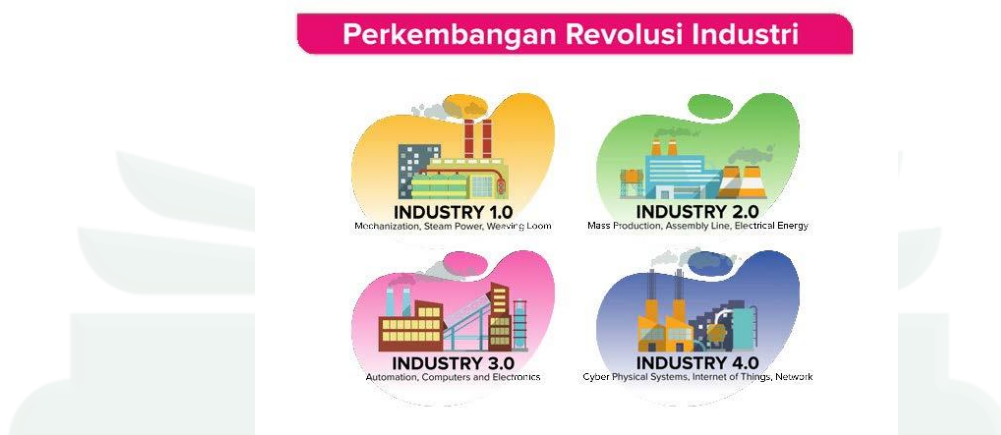 Perkembangan Revolusi Industri
INDUSTRY 1.0
Mechanization, Steam Power, Weaving Loom
INDUSTRY 2.0
Mass Production, Assembly Line, Electrical Energy
INDUSTRY 3.0
Automation, Computers and Electronics
INDUSTRY 4.0
Cyber Physical Systems, Internet of Things, Network